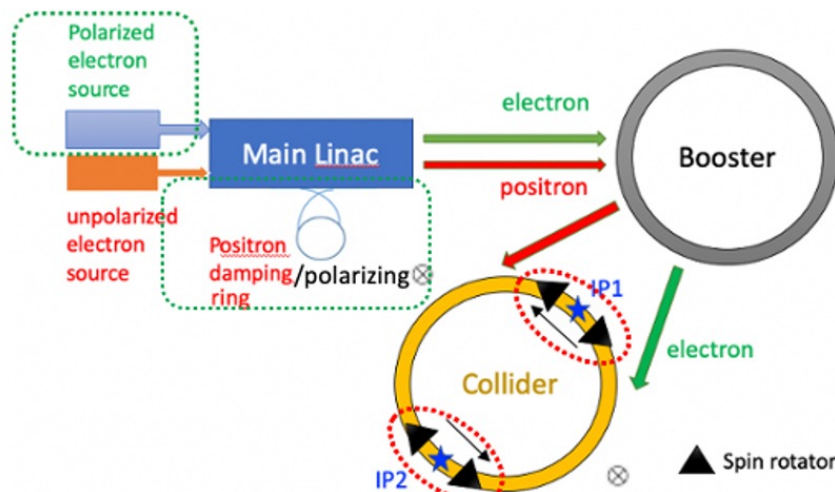 Polarized
electron
source
Main Linac
unpolarized
electron
source
Positron
damping/polarizing
ring
electron
positron
Booster
electron
IP1
Collider
IP2
Spin rotator